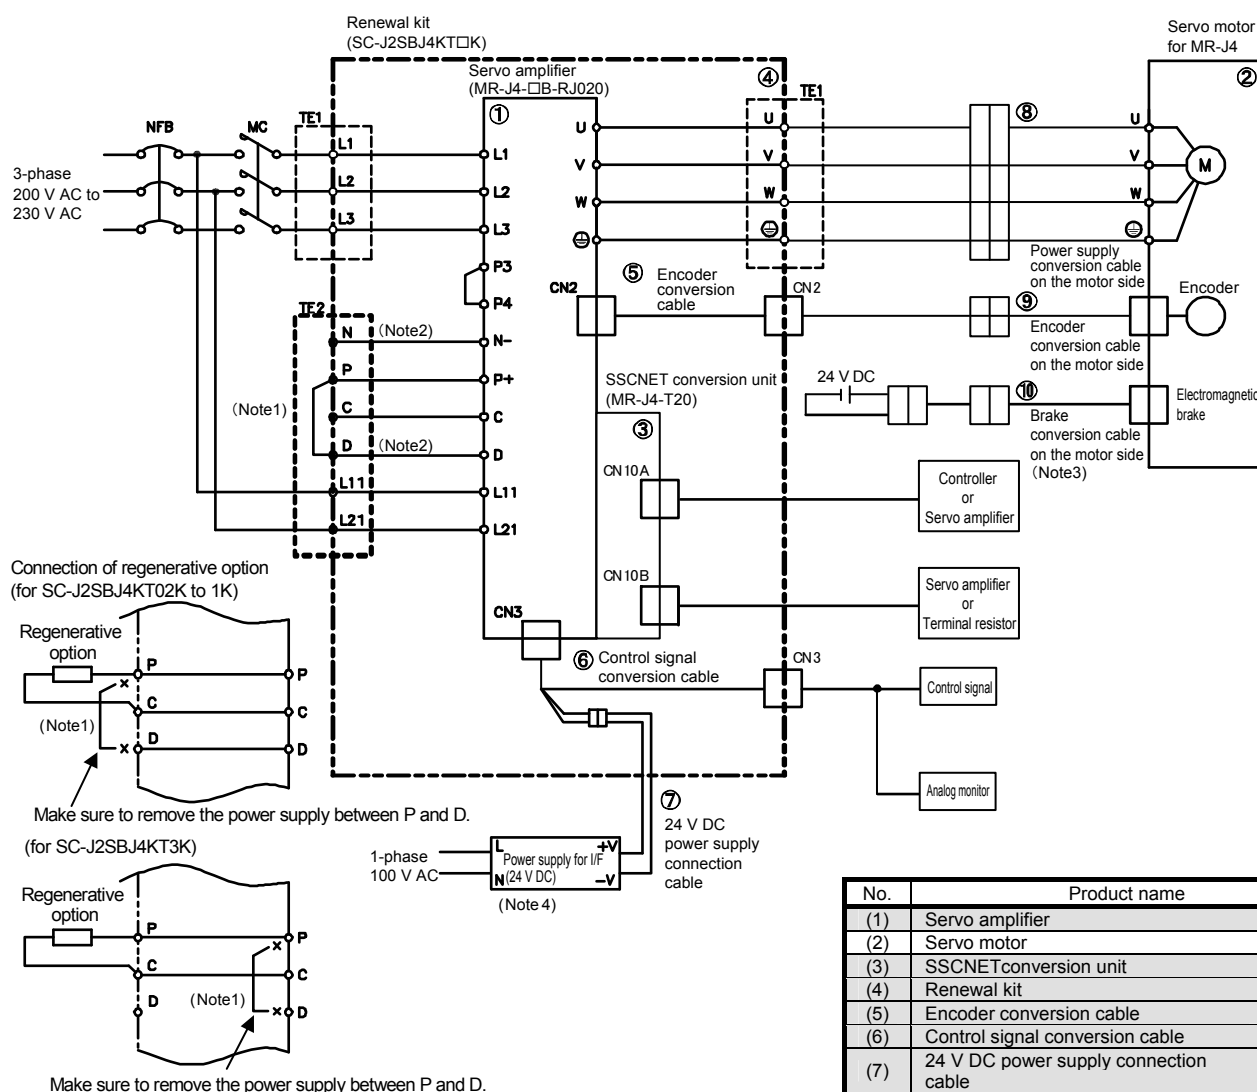 Renewal kit
(SC-J2SBJ4KT□K)
Servo motor
for MR-J4
Servo amplifier
(MR-J4-□B-RJ020)
④
TE1
②
①
⑧
NFB
MC
TE1
3-phase
200 V AC to
230 V AC
L1
L2
L3
L1
L2
L3
U
V
W
U
V
W
U
V
W
M
P3
P4
TE2
N
(Note2)
N-
P
P+
(Note1)
C
C
D
(Note2)
D
L11
L11
L21
L21
CN2
⑤
Encoder
conversion
cable
CN2
TE1
Power supply
conversion cable
on the motor side
⑨
Encoder
conversion cable
on the motor side
Encoder
SSCNET conversion unit
(MR-J4-T20)
③
24 V DC
⑩
Brake
conversion cable
on the motor side
(Note3)
Electromagnetic
brake
CN10A
Controller
or
Servo amplifier
CN10B
Servo amplifier
or
Terminal resistor
CN3
⑥
Control signal
conversion cable
CN3
Control signal
Analog monitor
⑦
24 V DC
power supply
connection
cable
1-phase
100 V AC
L
N
Power supply for I/F
(24 V DC)
+V
−V
(Note 4)
Connection of regenerative option
(for SC-J2SBJ4KT02K to 1K)
Regenerative
option
P
P
C
C
(Note1)
D
D
Make sure to remove the power supply between P and D.
(for SC-J2SBJ4KT3K)
Regenerative
option
P
P
C
C
D
(Note1)
D
Make sure to remove the power supply between P and D.
No. Product name
(1) Servo amplifier
(2) Servo motor
(3) SSCNETconversion unit
(4) Renewal kit
(5) Encoder conversion cable
(6) Control signal conversion cable
(7) 24 V DC power supply connection
cable